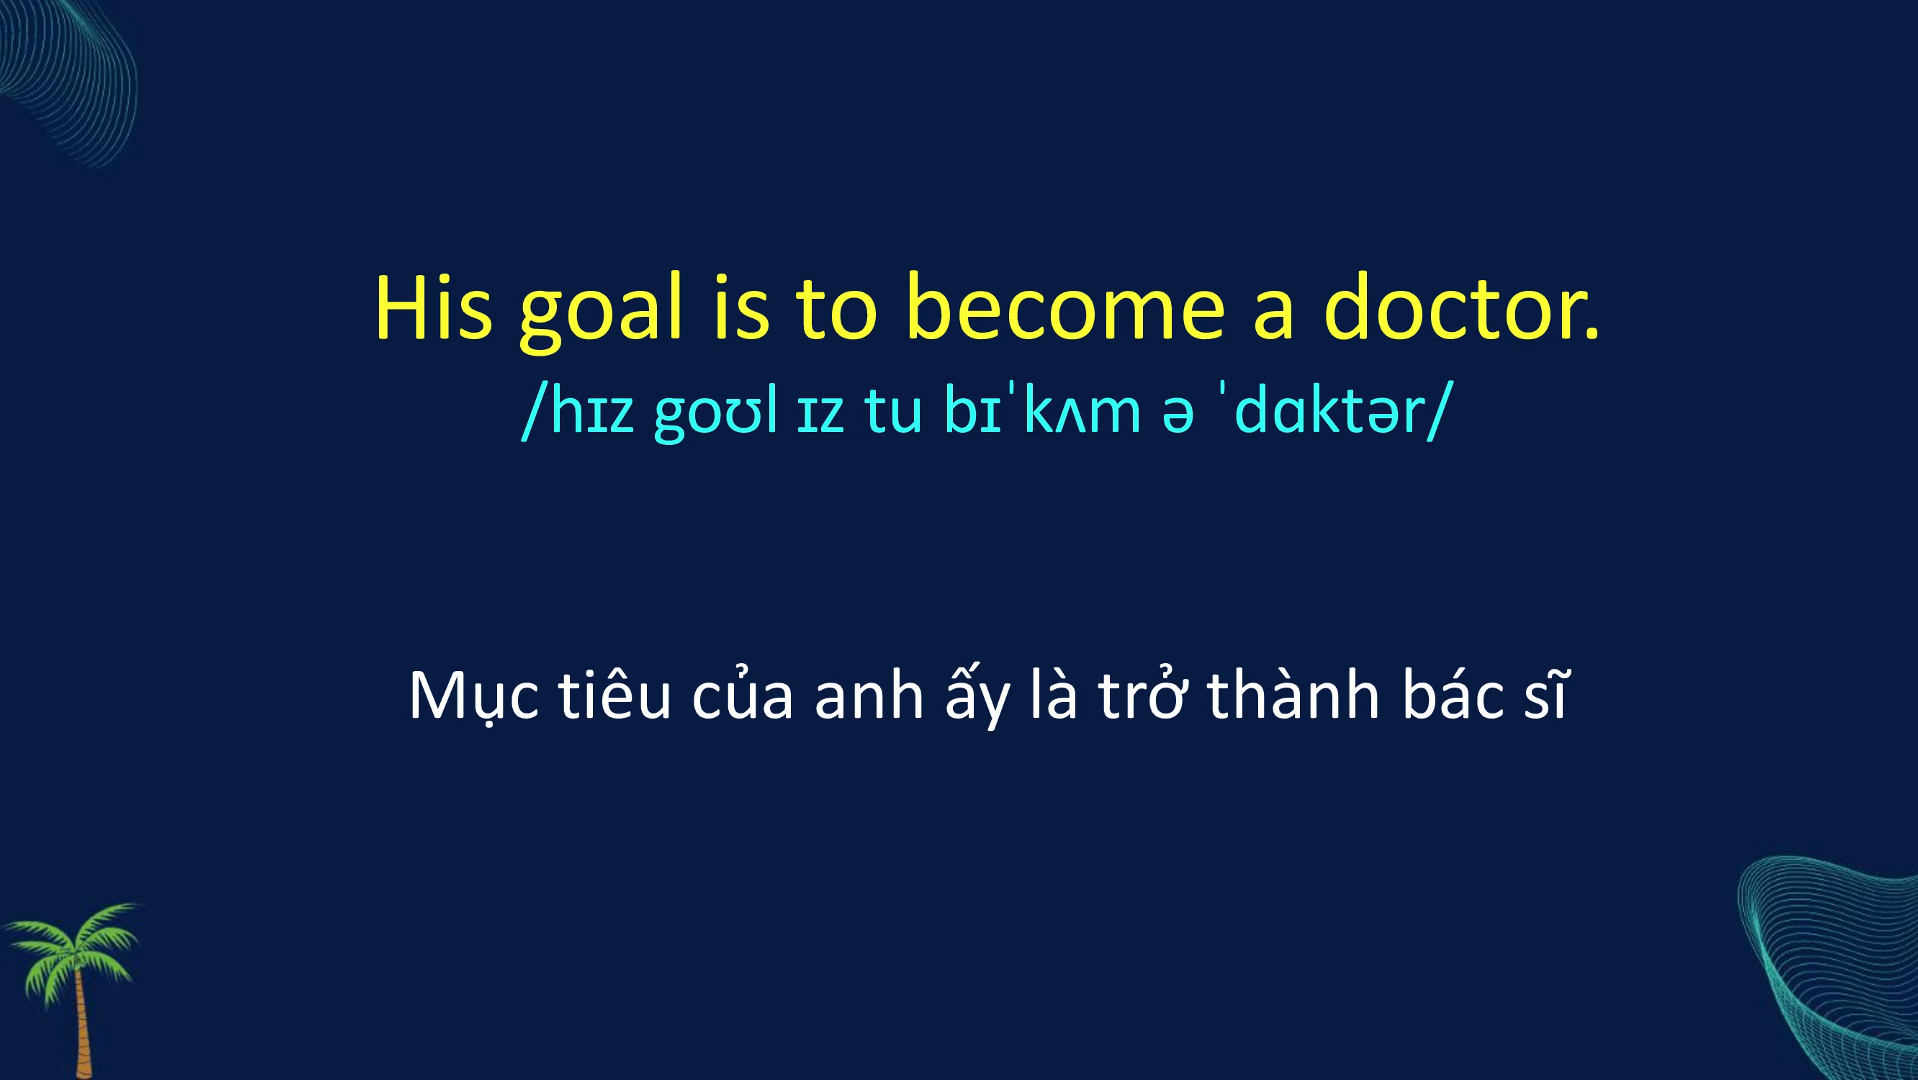 His goal is to become a doctor.
/hɪz goʊl ɪz tu bɪˈkʌm ə ˈdɑktər/
Mục tiêu của anh ấy là trở thành bác sĩ